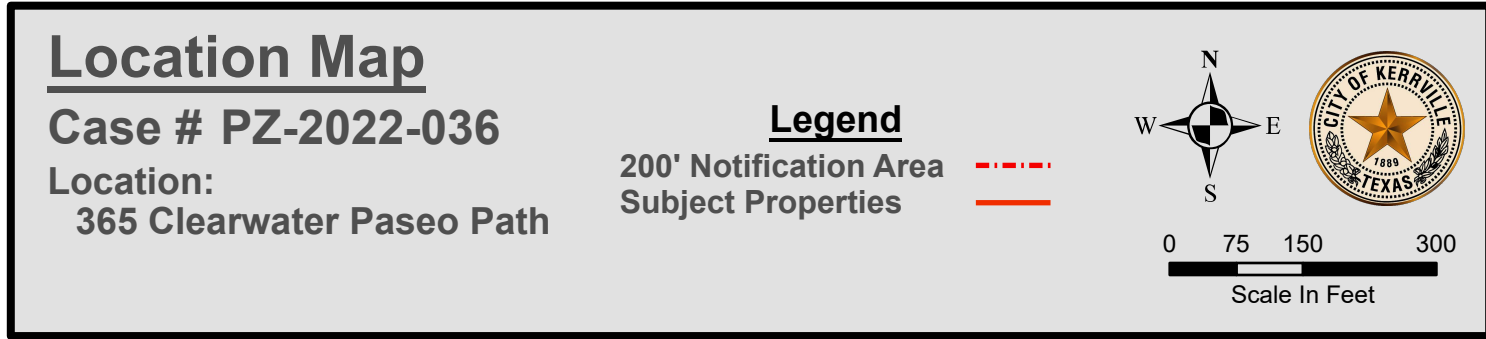 Location Map
Case # PZ-2022-036
Location:
365 Clearwater Paseo Path
Legend
200' Notification Area
Subject Properties
N
W E
S
CITY OF KERRVILLE
1889
TEXAS
0 75 150 300
Scale In Feet